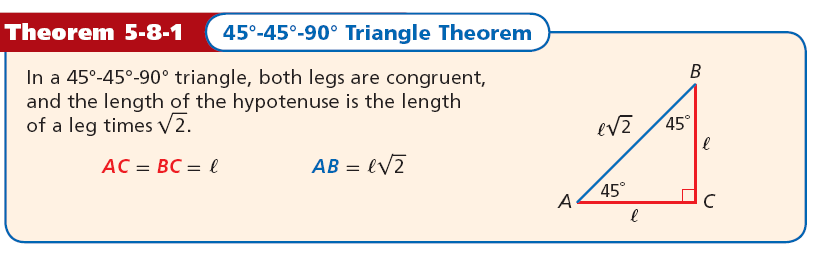 Theorem 5-8-1 45°-45°-90° Triangle Theorem
In a 45°-45°-90° triangle, both legs are congruent,
and the length of the hypotenuse is the length
of a leg times √2.
AC = BC = ℓ AB = ℓ√2
B
ℓ√2 45°
ℓ
A 45° C
ℓ